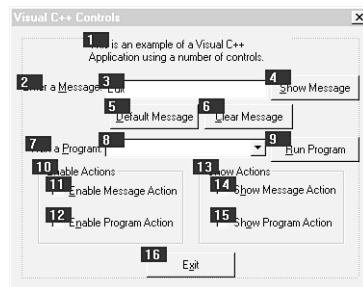 Visual C++ Controls
1 is an example of a Visual C++
Application using a number of controls.
2 a Message: 3 4 Show Message
5 Default Message 6 Clear Message
7 a Program: 8 9 Run Program
10 Actions 13 Actions
11 Enable Message Action 14 Show Message Action
12 Enable Program Action 15 Show Program Action
16 Exit